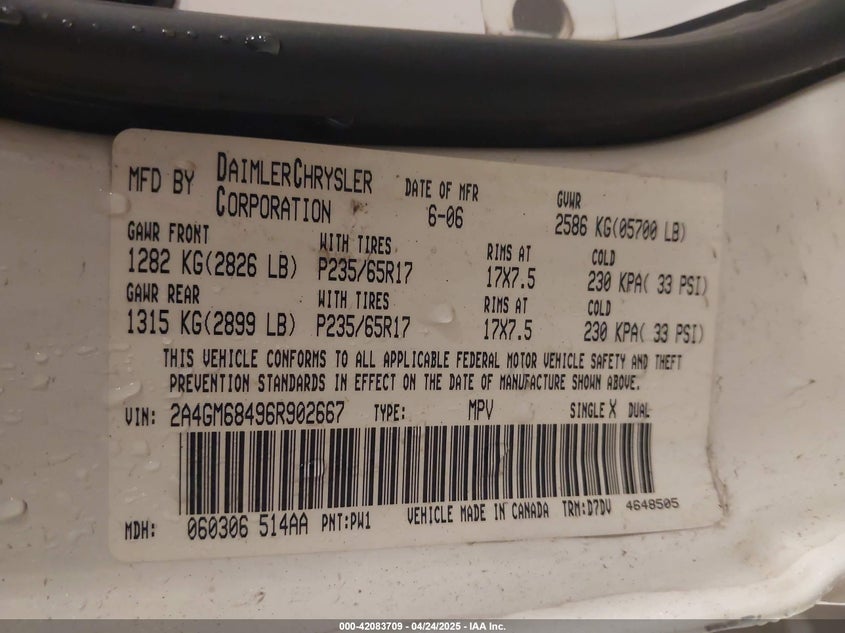 MFD BY DAIMLERCHRYSLER CORPORATION DATE OF MFR 6-06 GVWR 2586 KG(05700 LB)
GAWR FRONT WITH TIRES RIMS AT COLD
1282 KG(2826 LB) P235/65R17 17X7.5 230 KPA( 33 PSI)
GAWR REAR WITH TIRES RIMS AT COLD
1315 KG(2899 LB) P235/65R17 17X7.5 230 KPA( 33 PSI)
THIS VEHICLE CONFORMS TO ALL APPLICABLE FEDERAL MOTOR VEHICLE SAFETY AND THEFT
PREVENTION STANDARDS IN EFFECT ON THE DATE OF MANUFACTURE SHOWN ABOVE.
VIN: 2A4GM68496R902667 TYPE: MPV SINGLE X DUAL
MDH: 060306 514AA PNT:PW1 VEHICLE MADE IN CANADA TRM:D7DV 4648505
000-42083709 - 04/24/2025 - IAA Inc.